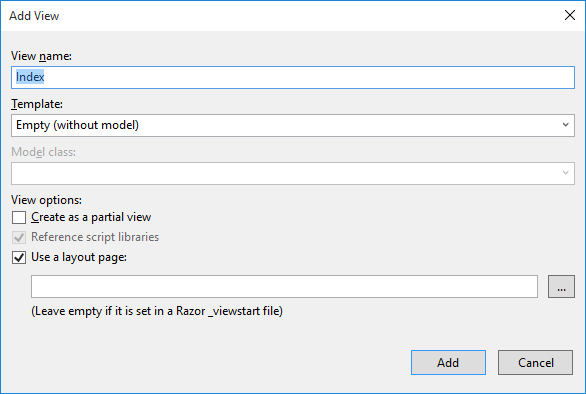 Add View
View name:
Index
Template:
Empty (without model)
Model class:
View options:
Create as a partial view
Reference script libraries
Use a layout page:
...
(Leave empty if it is set in a Razor _viewstart file)
Add Cancel